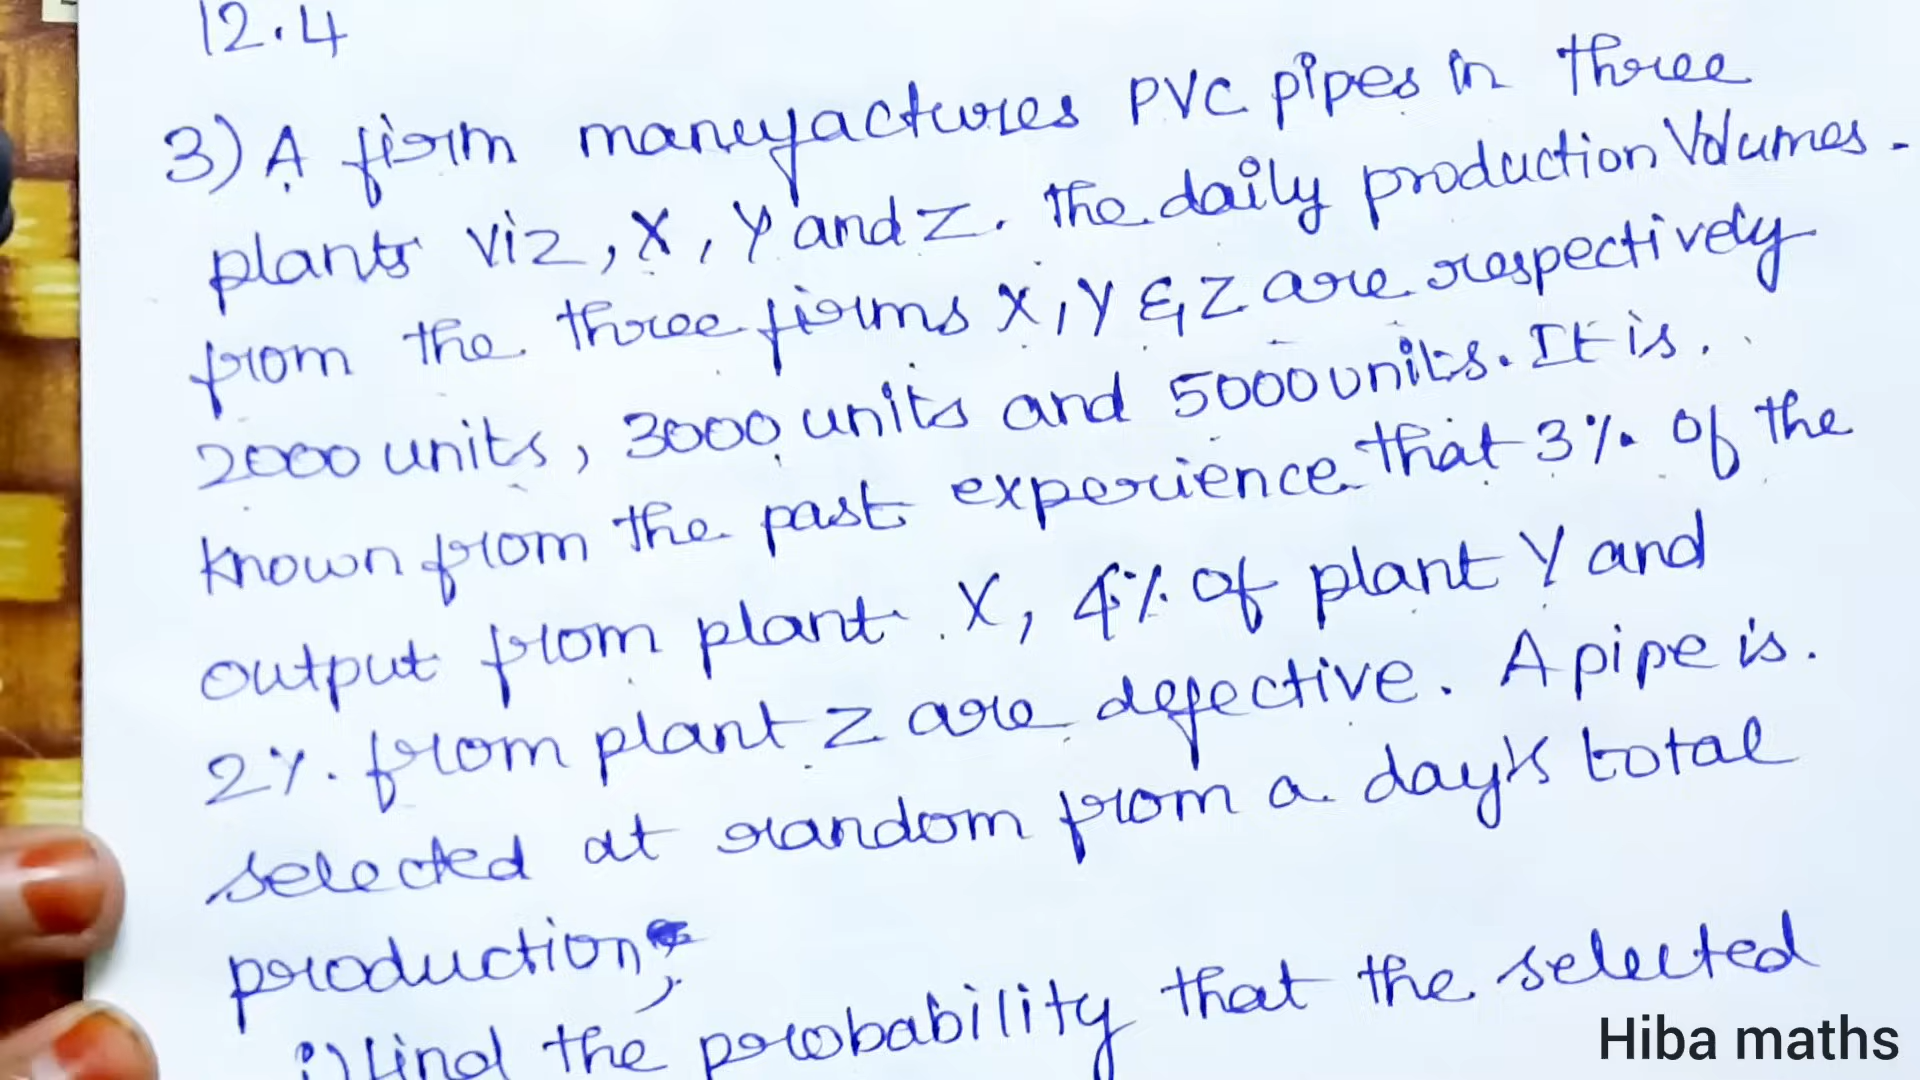 12.4
3) A firm manufactures PVC pipes in three
plants viz, X, Y and Z. The daily production Volumes
from the three firms X, Y & Z are respectively
2000 units, 3000 units and 5000 units. It is.
known from the past experience that 3% of the
output from plant X, 4% of plant Y and
2% from plant Z are defective. A pipe is.
selected at random from a day's total
production,
i) Find the probability that the selected
Hiba maths